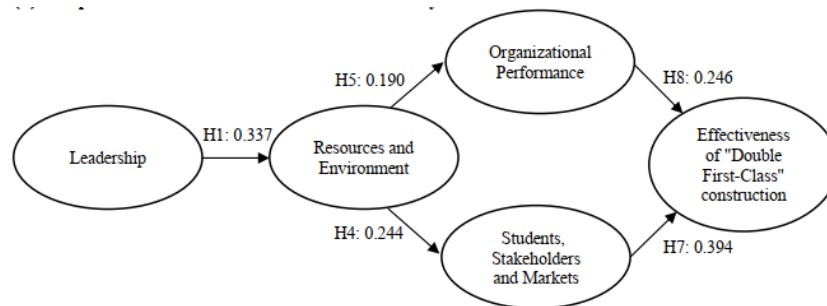 Organizational
Performance
H5: 0.190
H8: 0.246
H1: 0.337
Leadership
Resources and
Environment
Effectiveness
of "Double
First-Class"
construction
H4: 0.244
Students,
Stakeholders
and Markets
H7: 0.394